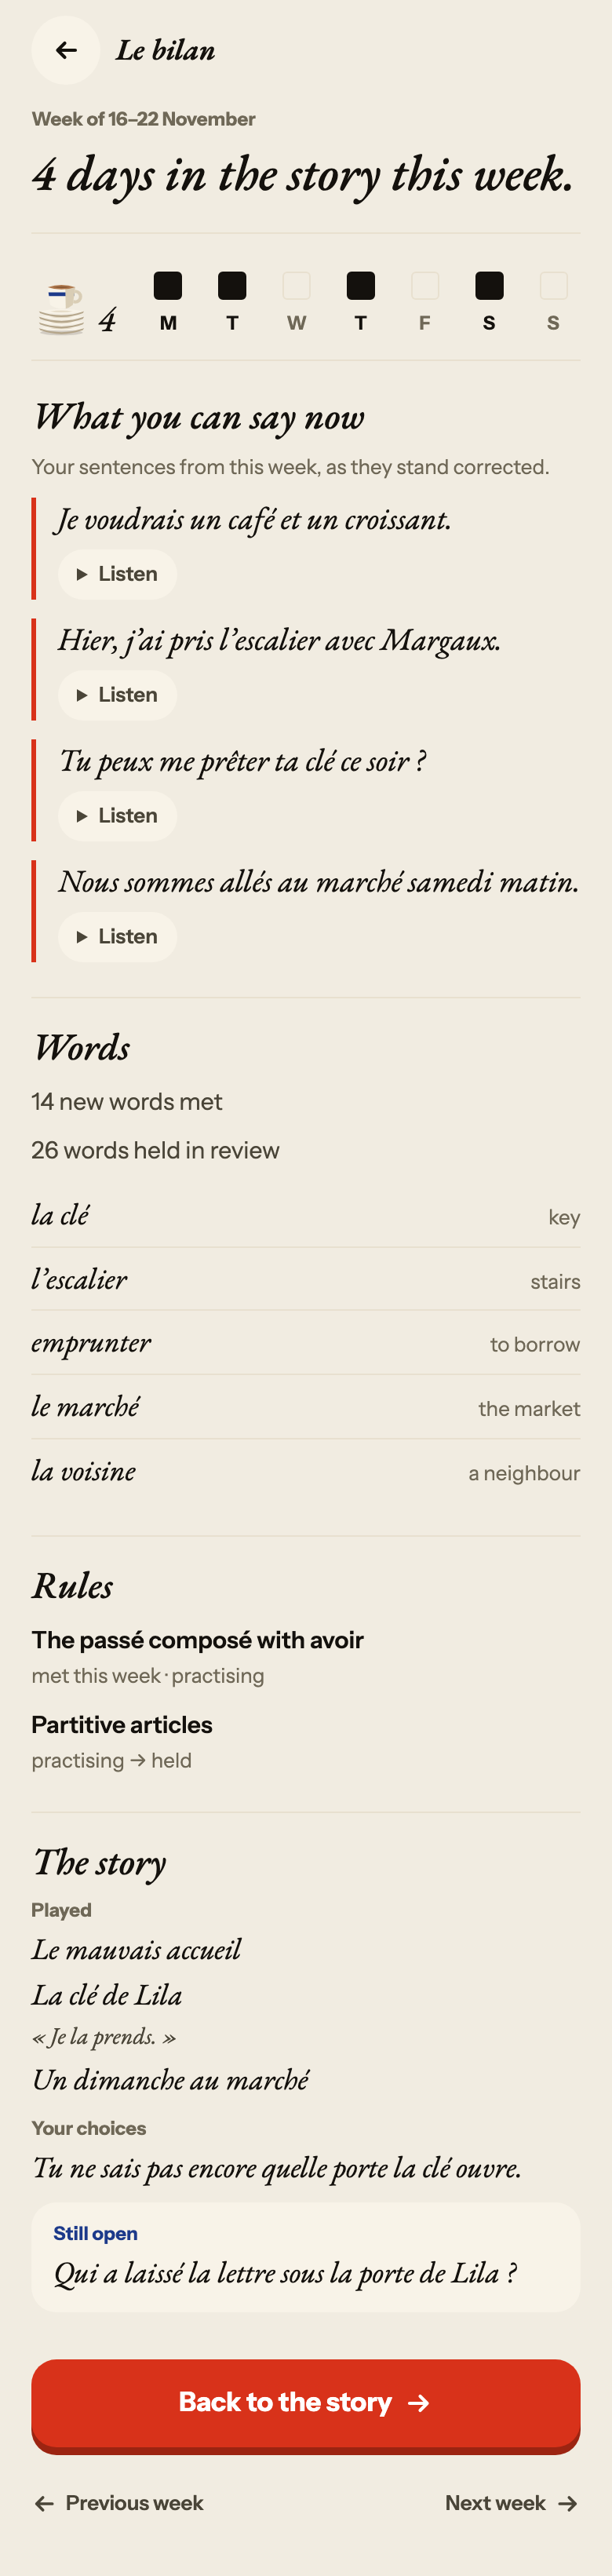 ← Le bilan
Week of 16–22 November
4 days in the story this week.
4
M T W T F S S
What you can say now
Your sentences from this week, as they stand corrected.
Je voudrais un café et un croissant.
▶ Listen
Hier, j’ai pris l’escalier avec Margaux.
▶ Listen
Tu peux me prêter ta clé ce soir ?
▶ Listen
Nous sommes allés au marché samedi matin.
▶ Listen
Words
14 new words met
26 words held in review
la clé key
l’escalier stairs
emprunter to borrow
le marché the market
la voisine a neighbour
Rules
The passé composé with avoir
met this week · practising
Partitive articles
practising → held
The story
Played
Le mauvais accueil
La clé de Lila
« Je la prends. »
Un dimanche au marché
Your choices
Tu ne sais pas encore quelle porte la clé ouvre.
Still open
Qui a laissé la lettre sous la porte de Lila ?
Back to the story →
← Previous week Next week →